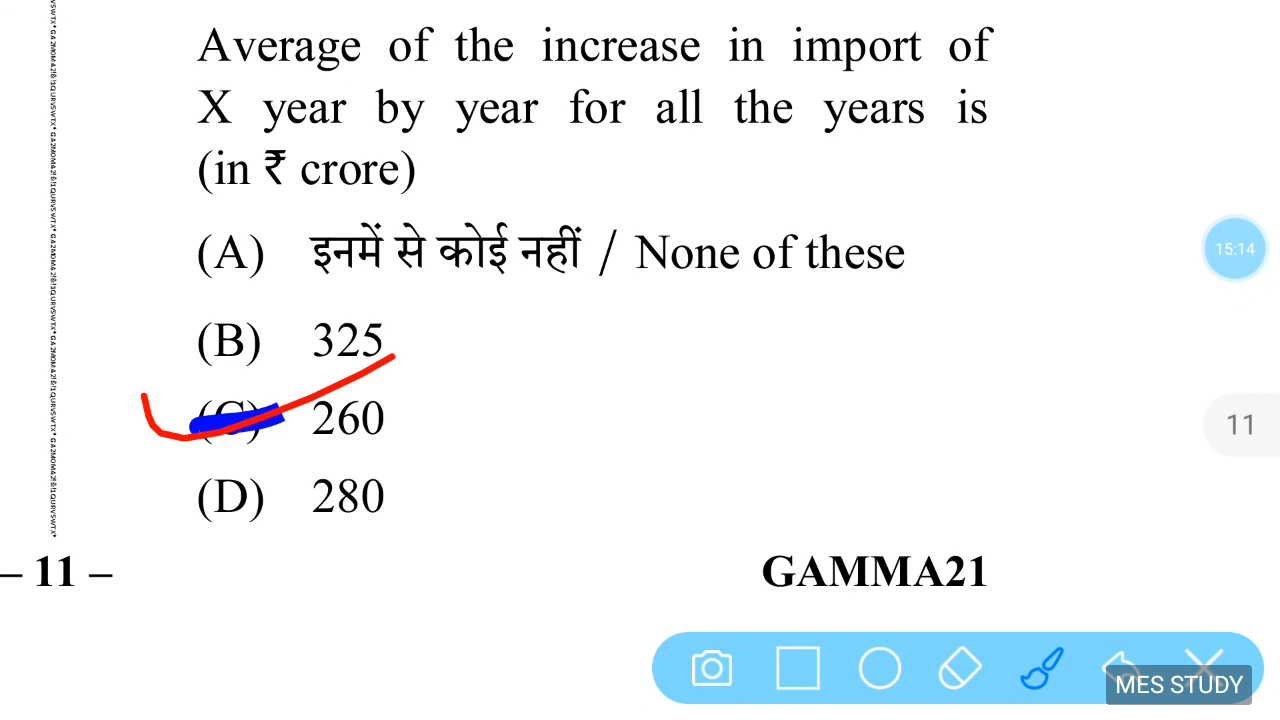 Average of the increase in import of
X year by year for all the years is
(in ₹ crore)
(A) इनमें से कोई नहीं / None of these
15:14
(B) 325
(C) 260
11
(D) 280
– 11 –
GAMMA21
MES STUDY